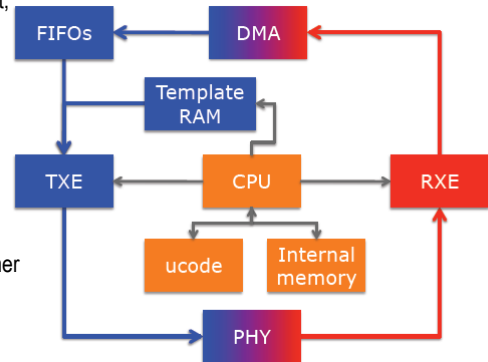 FIFOs
DMA
Template
RAM
TXE
CPU
RXE
ucode
Internal
memory
PHY